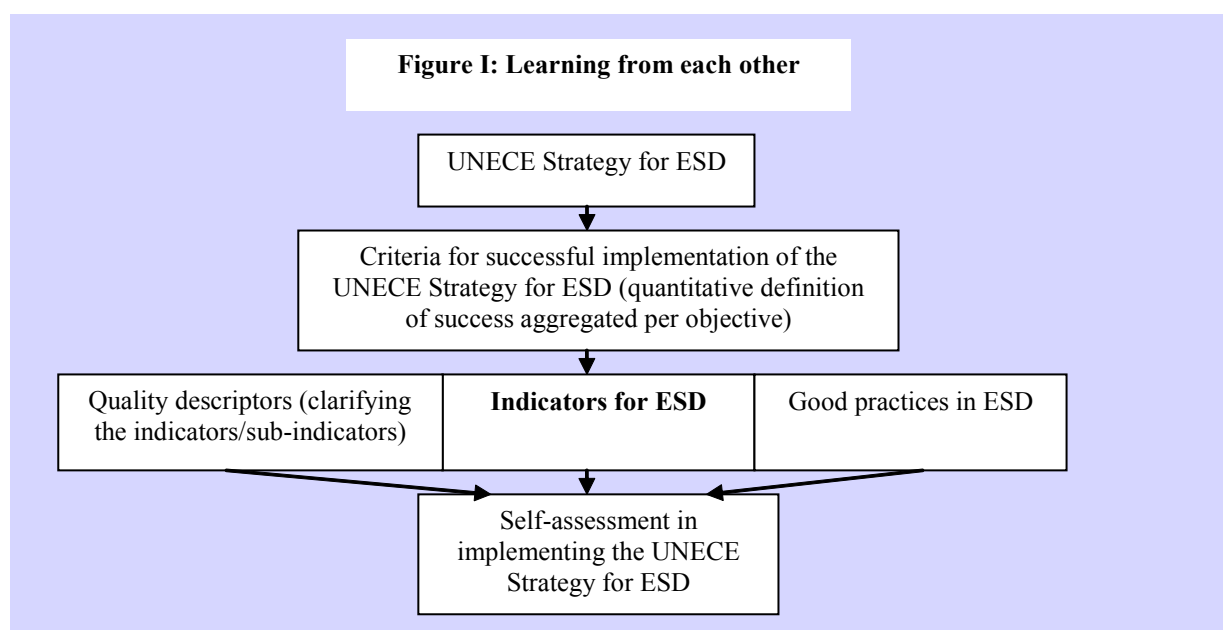 Figure I: Learning from each other
UNECE Strategy for ESD
Criteria for successful implementation of the
UNECE Strategy for ESD (quantitative definition
of success aggregated per objective)
Quality descriptors (clarifying
the indicators/sub-indicators)
Indicators for ESD
Good practices in ESD
Self-assessment in
implementing the UNECE
Strategy for ESD